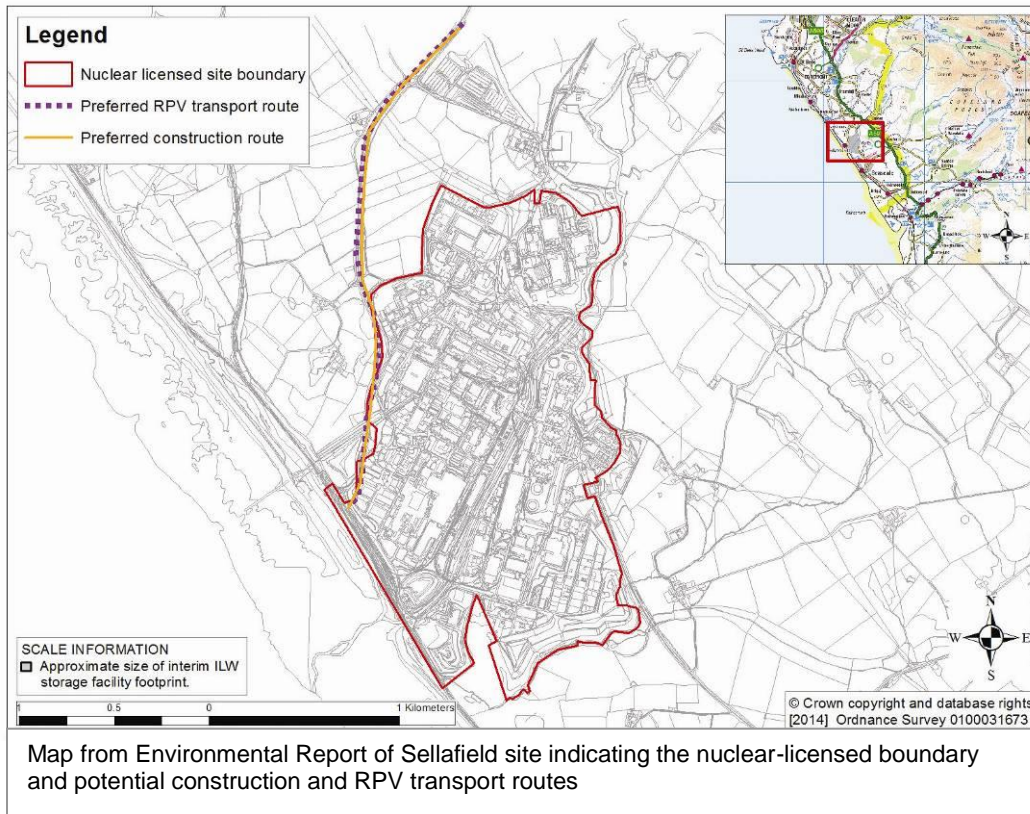 Legend
Nuclear licensed site boundary
Preferred RPV transport route
Preferred construction route
N
W E
S
SCALE INFORMATION
Approximate size of interim ILW
storage facility footprint.
1 0.5 0 1 Kilometers
N
W E
S
© Crown copyright and database rights
[2014] Ordnance Survey 0100031673
Map from Environmental Report of Sellafield site indicating the nuclear-licensed boundary
and potential construction and RPV transport routes